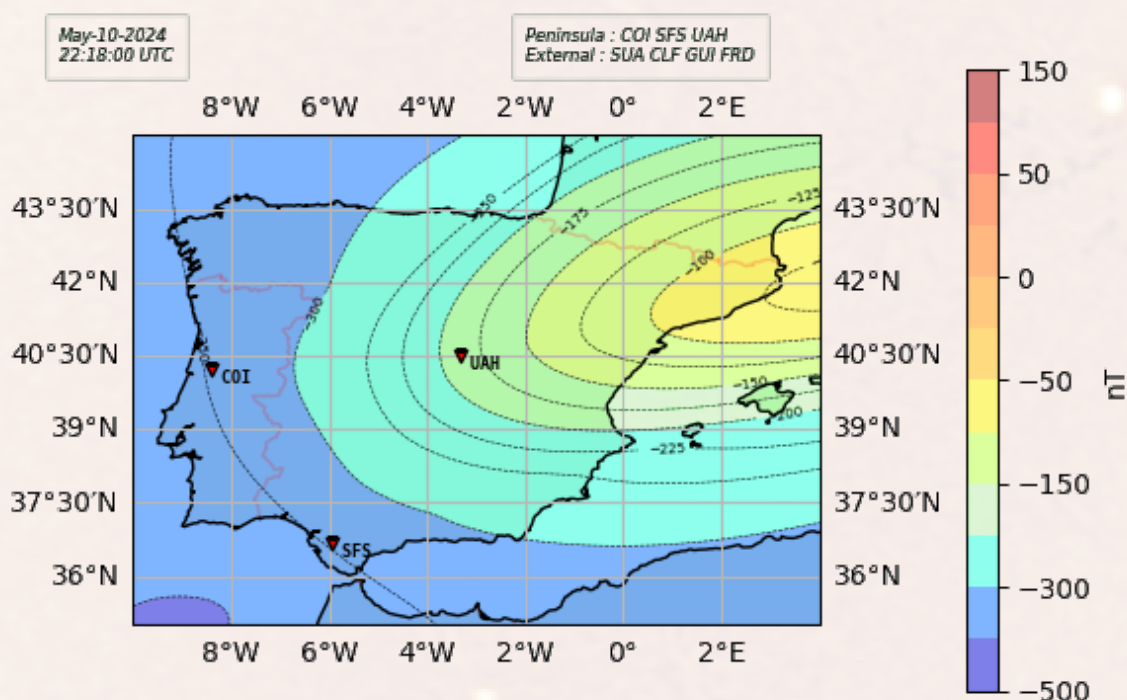 May-10-2024
22:18:00 UTC
Peninsula : COI SFS UAH
External : SUA CLF GUI FRD
8°W 6°W 4°W 2°W 0° 2°E
150
43°30′N
−125
43°30′N
50
−175
42°N
−100
42°N
0
−300
40°30′N
UAH
40°30′N
COI
−150
−50
nT
39°N
−200
39°N
−225
37°30′N
37°30′N
−150
SFS
36°N
36°N
−300
8°W 6°W 4°W 2°W 0° 2°E
−500